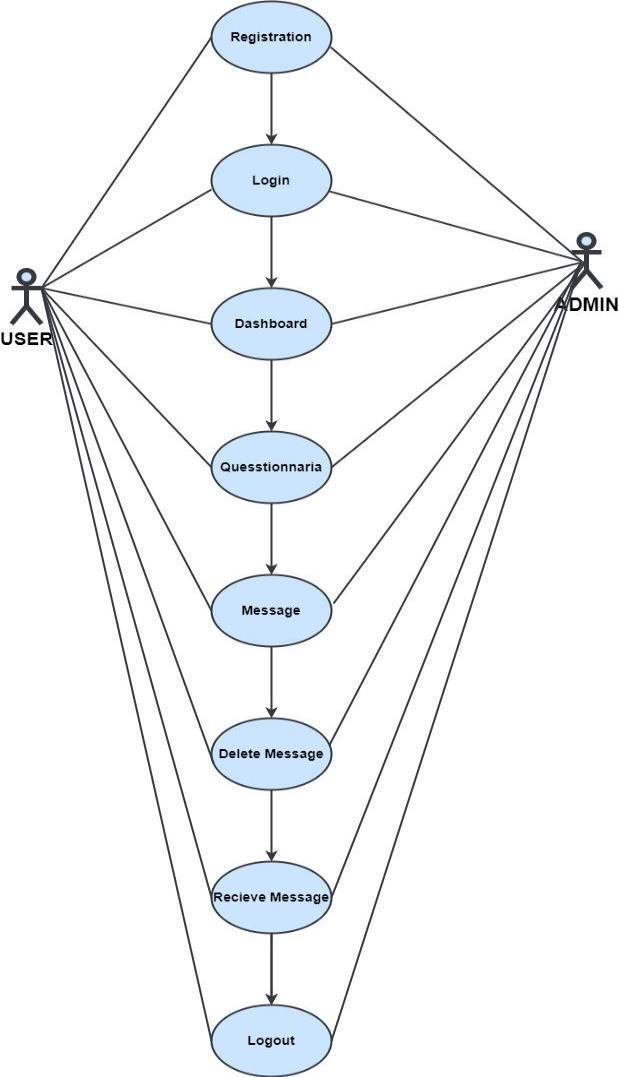 Registration
Login
Dashboard
ADMIN
USER
Quesstionnaria
Message
Delete Message
Recieve Message
Logout